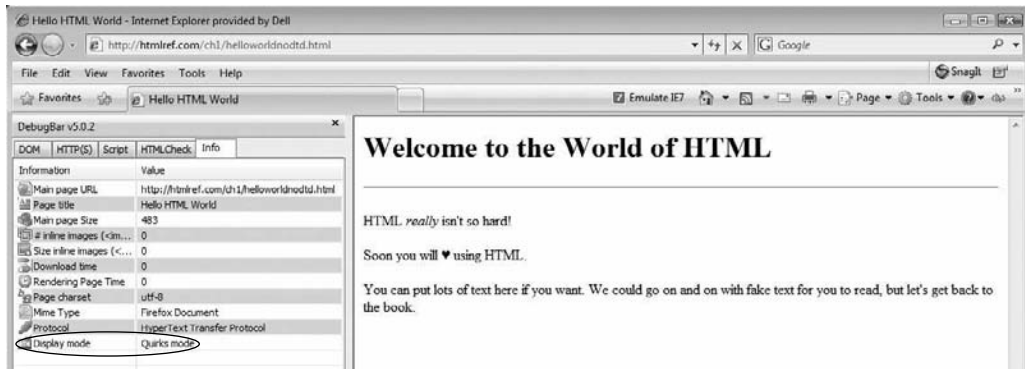 Hello HTML World - Internet Explorer provided by Dell
http://htmlref.com/ch1/helloworldnodtd.html
Google
File Edit View Favorites Tools Help
SnagIt
Favorites
Hello HTML World
Emulate IE7
Page
Tools
DebugBar v5.0.2
DOM HTTP(S) Script HTMLCheck Info
Information Value
Main page URL http://htmlref.com/ch1/helloworldnodtd.html
Page title Hello HTML World
Main page Size 483
# inline images (<im... 0
Size inline images (<... 0
Download time 0
Rendering Page Time 0
Page charset utf-8
Mime Type Firefox Document
Protocol HyperText Transfer Protocol
Display mode Quirks mode
Welcome to the World of HTML
HTML really isn't so hard!
Soon you will ♥ using HTML.
You can put lots of text here if you want. We could go on and on with fake text for you to read, but let's get back to
the book.